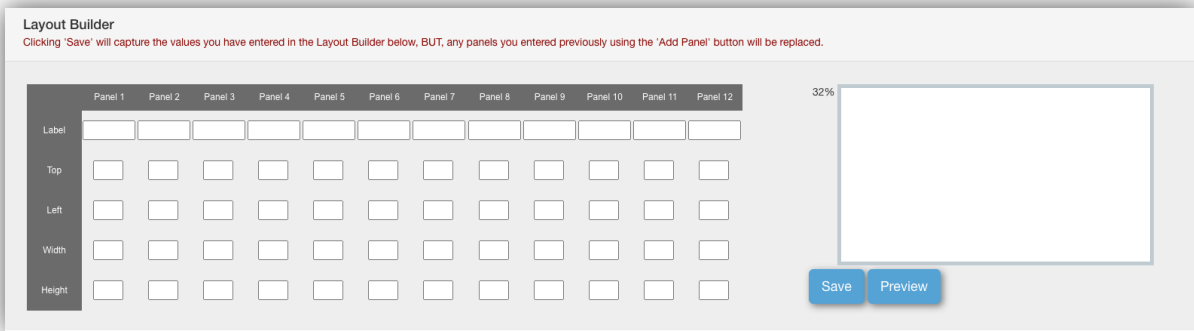 Layout Builder
Clicking 'Save' will capture the values you have entered in the Layout Builder below, BUT, any panels you entered previously using the 'Add Panel' button will be replaced.
Panel 1 Panel 2 Panel 3 Panel 4 Panel 5 Panel 6 Panel 7 Panel 8 Panel 9 Panel 10 Panel 11 Panel 12
32%
Label
Top
Left
Width
Height
Save Preview